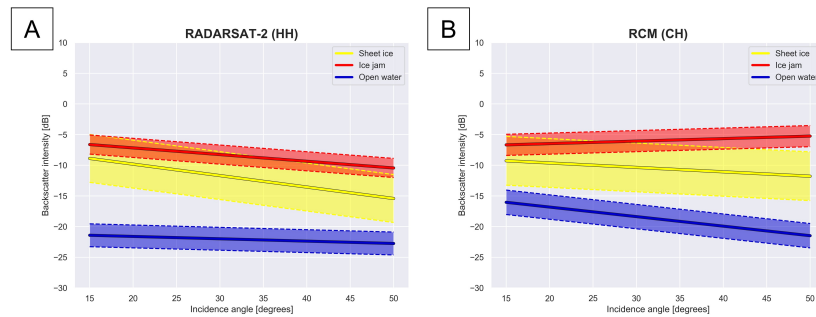 A
RADARSAT-2 (HH)
Sheet ice
Ice jam
Open water
Backscatter intensity [dB]
10
5
0
−5
−10
−15
−20
−25
−30
15
20
25
30
35
40
45
50
Incidence angle [degrees]
B
RCM (CH)
Sheet ice
Ice jam
Open water
Backscatter intensity [dB]
10
5
0
−5
−10
−15
−20
−25
−30
15
20
25
30
35
40
45
50
Incidence angle [degrees]